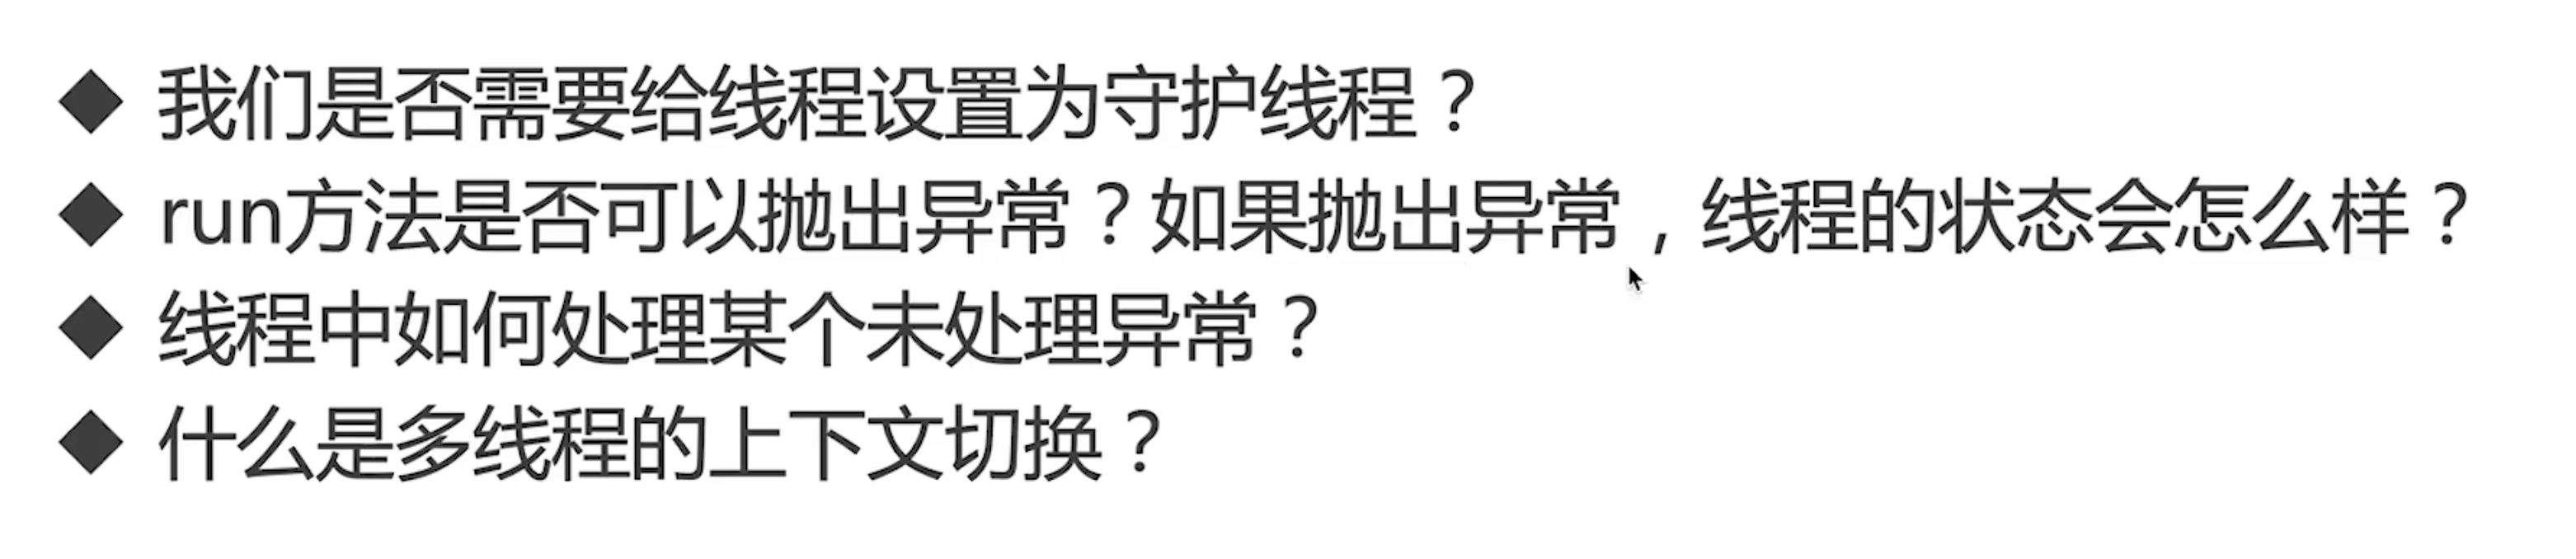 ◆ 我们是否需要给线程设置为守护线程？
◆ run方法是否可以抛出异常？如果抛出异常，线程的状态会怎么样？
◆ 线程中如何处理某个未处理异常？
◆ 什么是多线程的上下文切换？